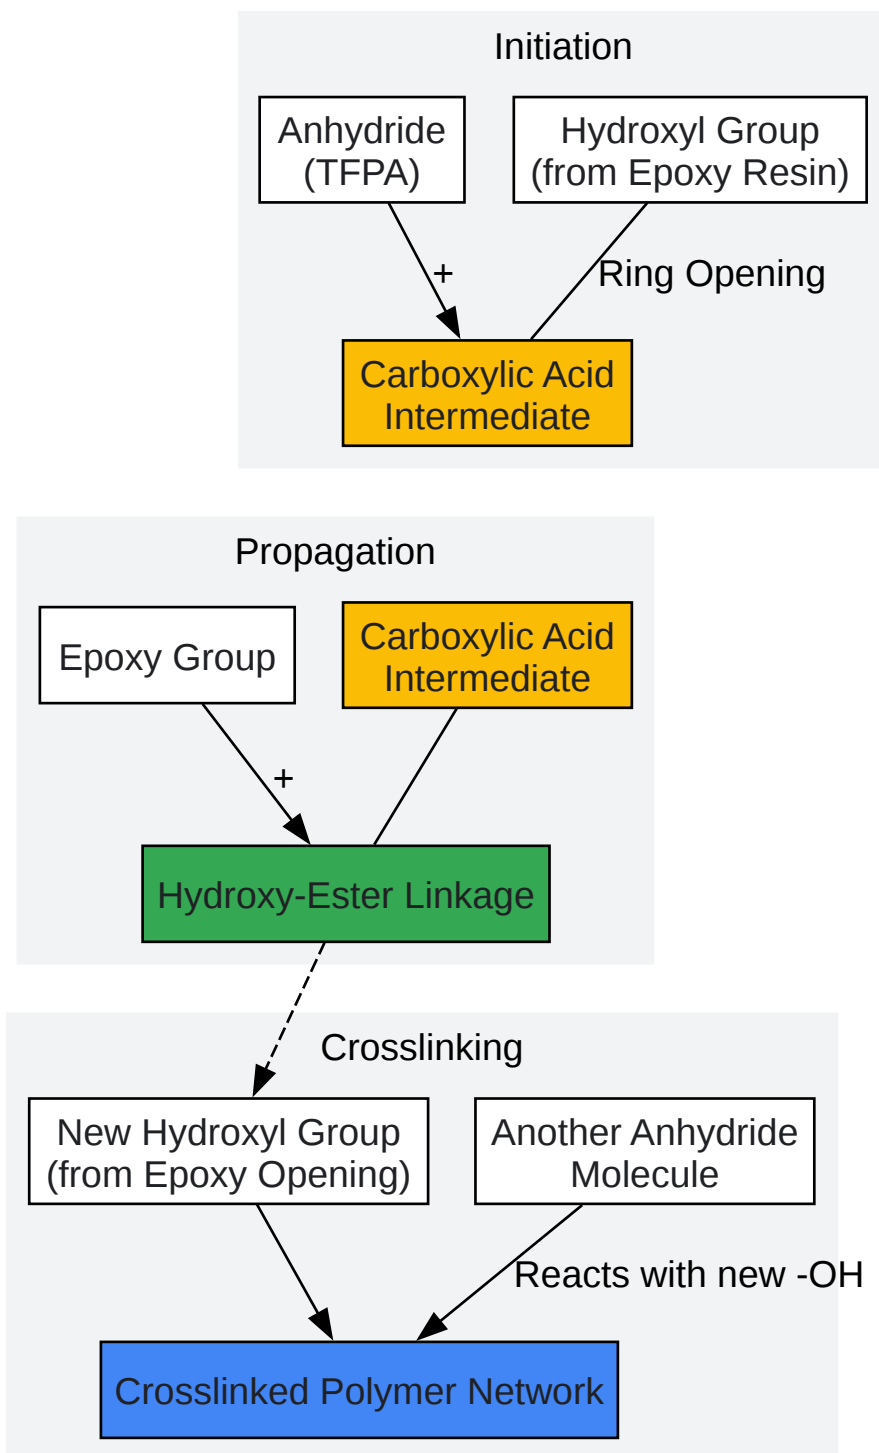 Initiation
Anhydride
(TFPA)
Hydroxyl Group
(from Epoxy Resin)
+
Ring Opening
Carboxylic Acid
Intermediate
Propagation
Epoxy Group
Carboxylic Acid
Intermediate
+
Hydroxy-Ester Linkage
Crosslinking
New Hydroxyl Group
(from Epoxy Opening)
Another Anhydride
Molecule
Reacts with new -OH
Crosslinked Polymer Network